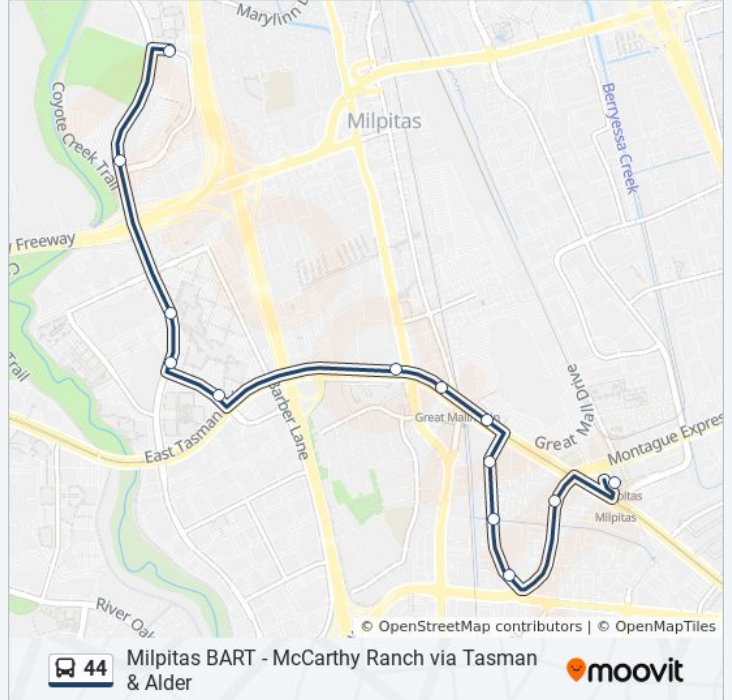 Marylinn
Coyote Creek Trail
Milpitas
Berryessa Creek
Freeway
Trail
Barber Lane
East Tasman
Great Mall
Great Mall Drive
Montague Expres
Milpitas
River Oa
© OpenStreetMap contributors | © OpenMapTiles
44
Milpitas BART - McCarthy Ranch via Tasman
& Alder
moovit